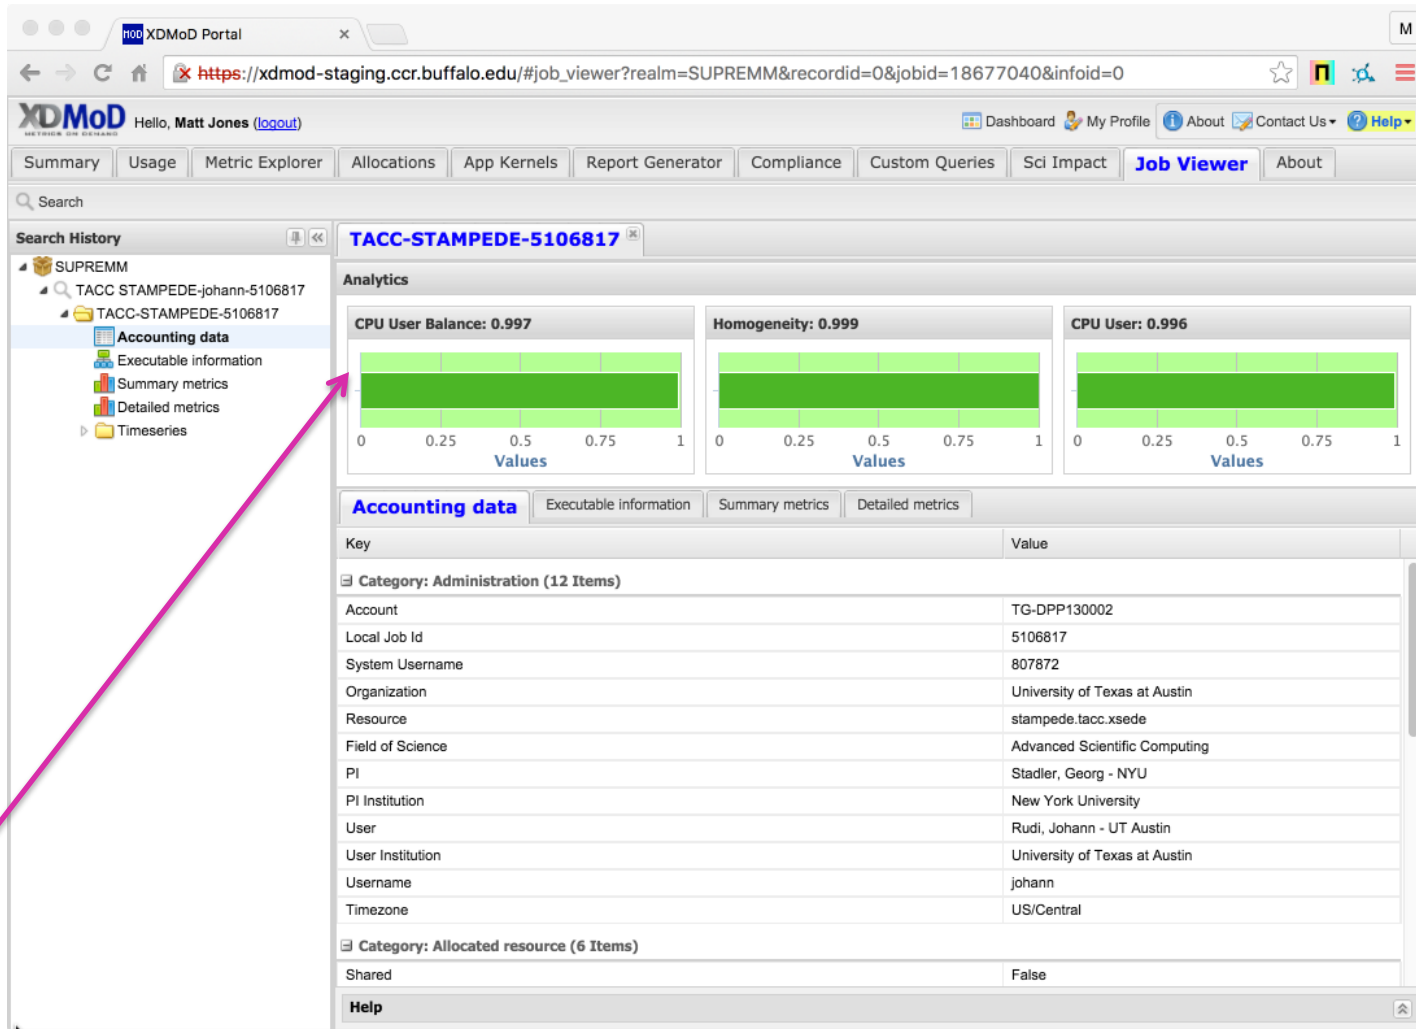 MOD XDMoD Portal
M
https://xdmod-staging.ccr.buffalo.edu/#job_viewer?realm=SUPREMM&recordid=0&jobid=18677040&infoid=0
XDMoD Hello, Matt Jones (logout) Dashboard My Profile About Contact Us Help
METRICS ON DEMAND
Summary Usage Metric Explorer Allocations App Kernels Report Generator Compliance Custom Queries Sci Impact Job Viewer About
Search
Search History
SUPREMM
TACC STAMPEDE-johann-5106817
TACC-STAMPEDE-5106817
Accounting data
Executable information
Summary metrics
Detailed metrics
Timeseries
TACC-STAMPEDE-5106817
Analytics
CPU User Balance: 0.997
0 0.25 0.5 0.75 1
Values
Homogeneity: 0.999
0 0.25 0.5 0.75 1
Values
CPU User: 0.996
0 0.25 0.5 0.75 1
Values
Accounting data Executable information Summary metrics Detailed metrics
Key Value
Category: Administration (12 Items)
Account TG-DPP130002
Local Job Id 5106817
System Username 807872
Organization University of Texas at Austin
Resource stampede.tacc.xsede
Field of Science Advanced Scientific Computing
PI Stadler, Georg - NYU
PI Institution New York University
User Rudi, Johann - UT Austin
User Institution University of Texas at Austin
Username johann
Timezone US/Central
Category: Allocated resource (6 Items)
Shared False
Help